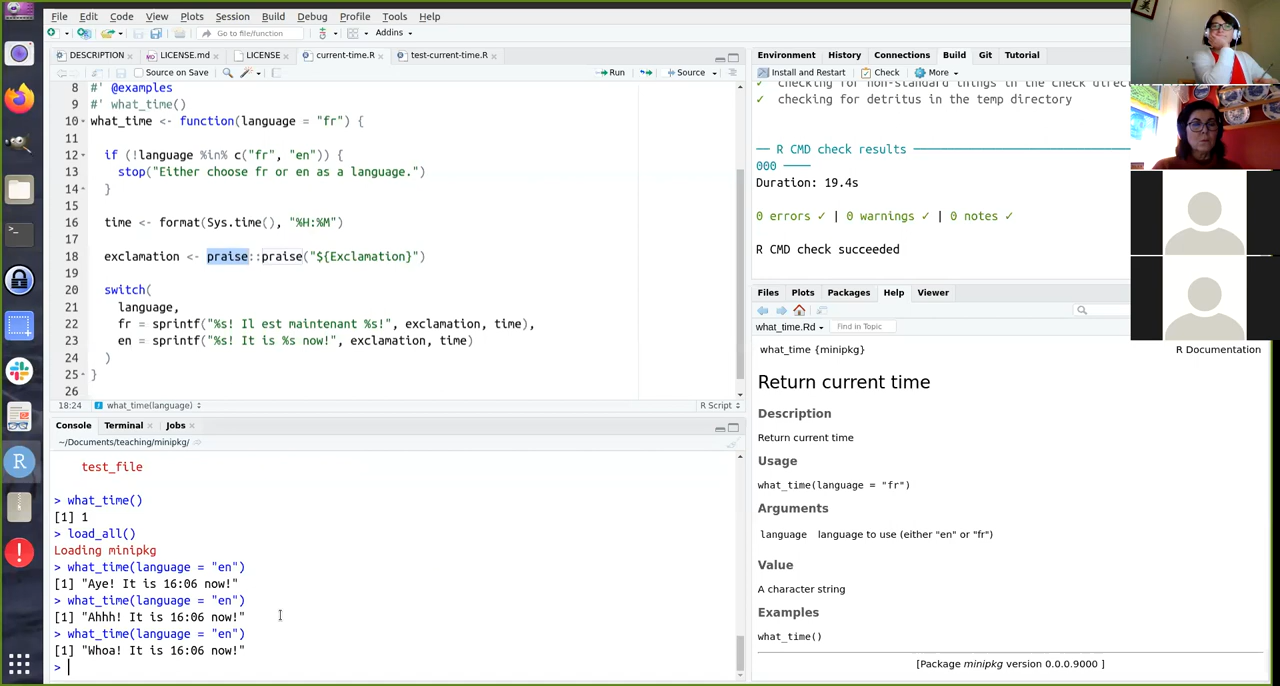 File Edit Code View Plots Session Build Debug Profile Tools Help
Go to file/function Addins
DESCRIPTION LICENSE.md LICENSE current-time.R test-current-time.R
Source on Save Run Source
8 #' @examples
9 #' what_time()
10 what_time <- function(language = "fr") {
11
12 if (!language %in% c("fr", "en")) {
13 stop("Either choose fr or en as a language.")
14 }
15
16 time <- format(Sys.time(), "%H:%M")
17
18 exclamation <- praise::praise("${Exclamation}")
19
20 switch(
21 language,
22 fr = sprintf("%s! Il est maintenant %s!", exclamation, time),
23 en = sprintf("%s! It is %s now!", exclamation, time)
24 )
25 }
26
18:24 what_time(language) R Script
Console Terminal Jobs
~/Documents/teaching/minipkg/
test_file
> what_time()
[1] 1
> load_all()
Loading minipkg
> what_time(language = "en")
[1] "Aye! It is 16:06 now!"
> what_time(language = "en")
[1] "Ahhh! It is 16:06 now!"
> what_time(language = "en")
[1] "Whoa! It is 16:06 now!"
>
Environment History Connections Build Git Tutorial
Install and Restart Check More
✓ checking for non-standard things in the check direct
✓ checking for detritus in the temp directory
── R CMD check results ──
000 ──
Duration: 19.4s
0 errors ✓ | 0 warnings ✓ | 0 notes ✓
R CMD check succeeded
Files Plots Packages Help Viewer
what_time.Rd Find in Topic
what_time {minipkg} R Documentation
Return current time
Description
Return current time
Usage
what_time(language = "fr")
Arguments
language language to use (either "en" or "fr")
Value
A character string
Examples
what_time()
[Package minipkg version 0.0.0.9000 ]